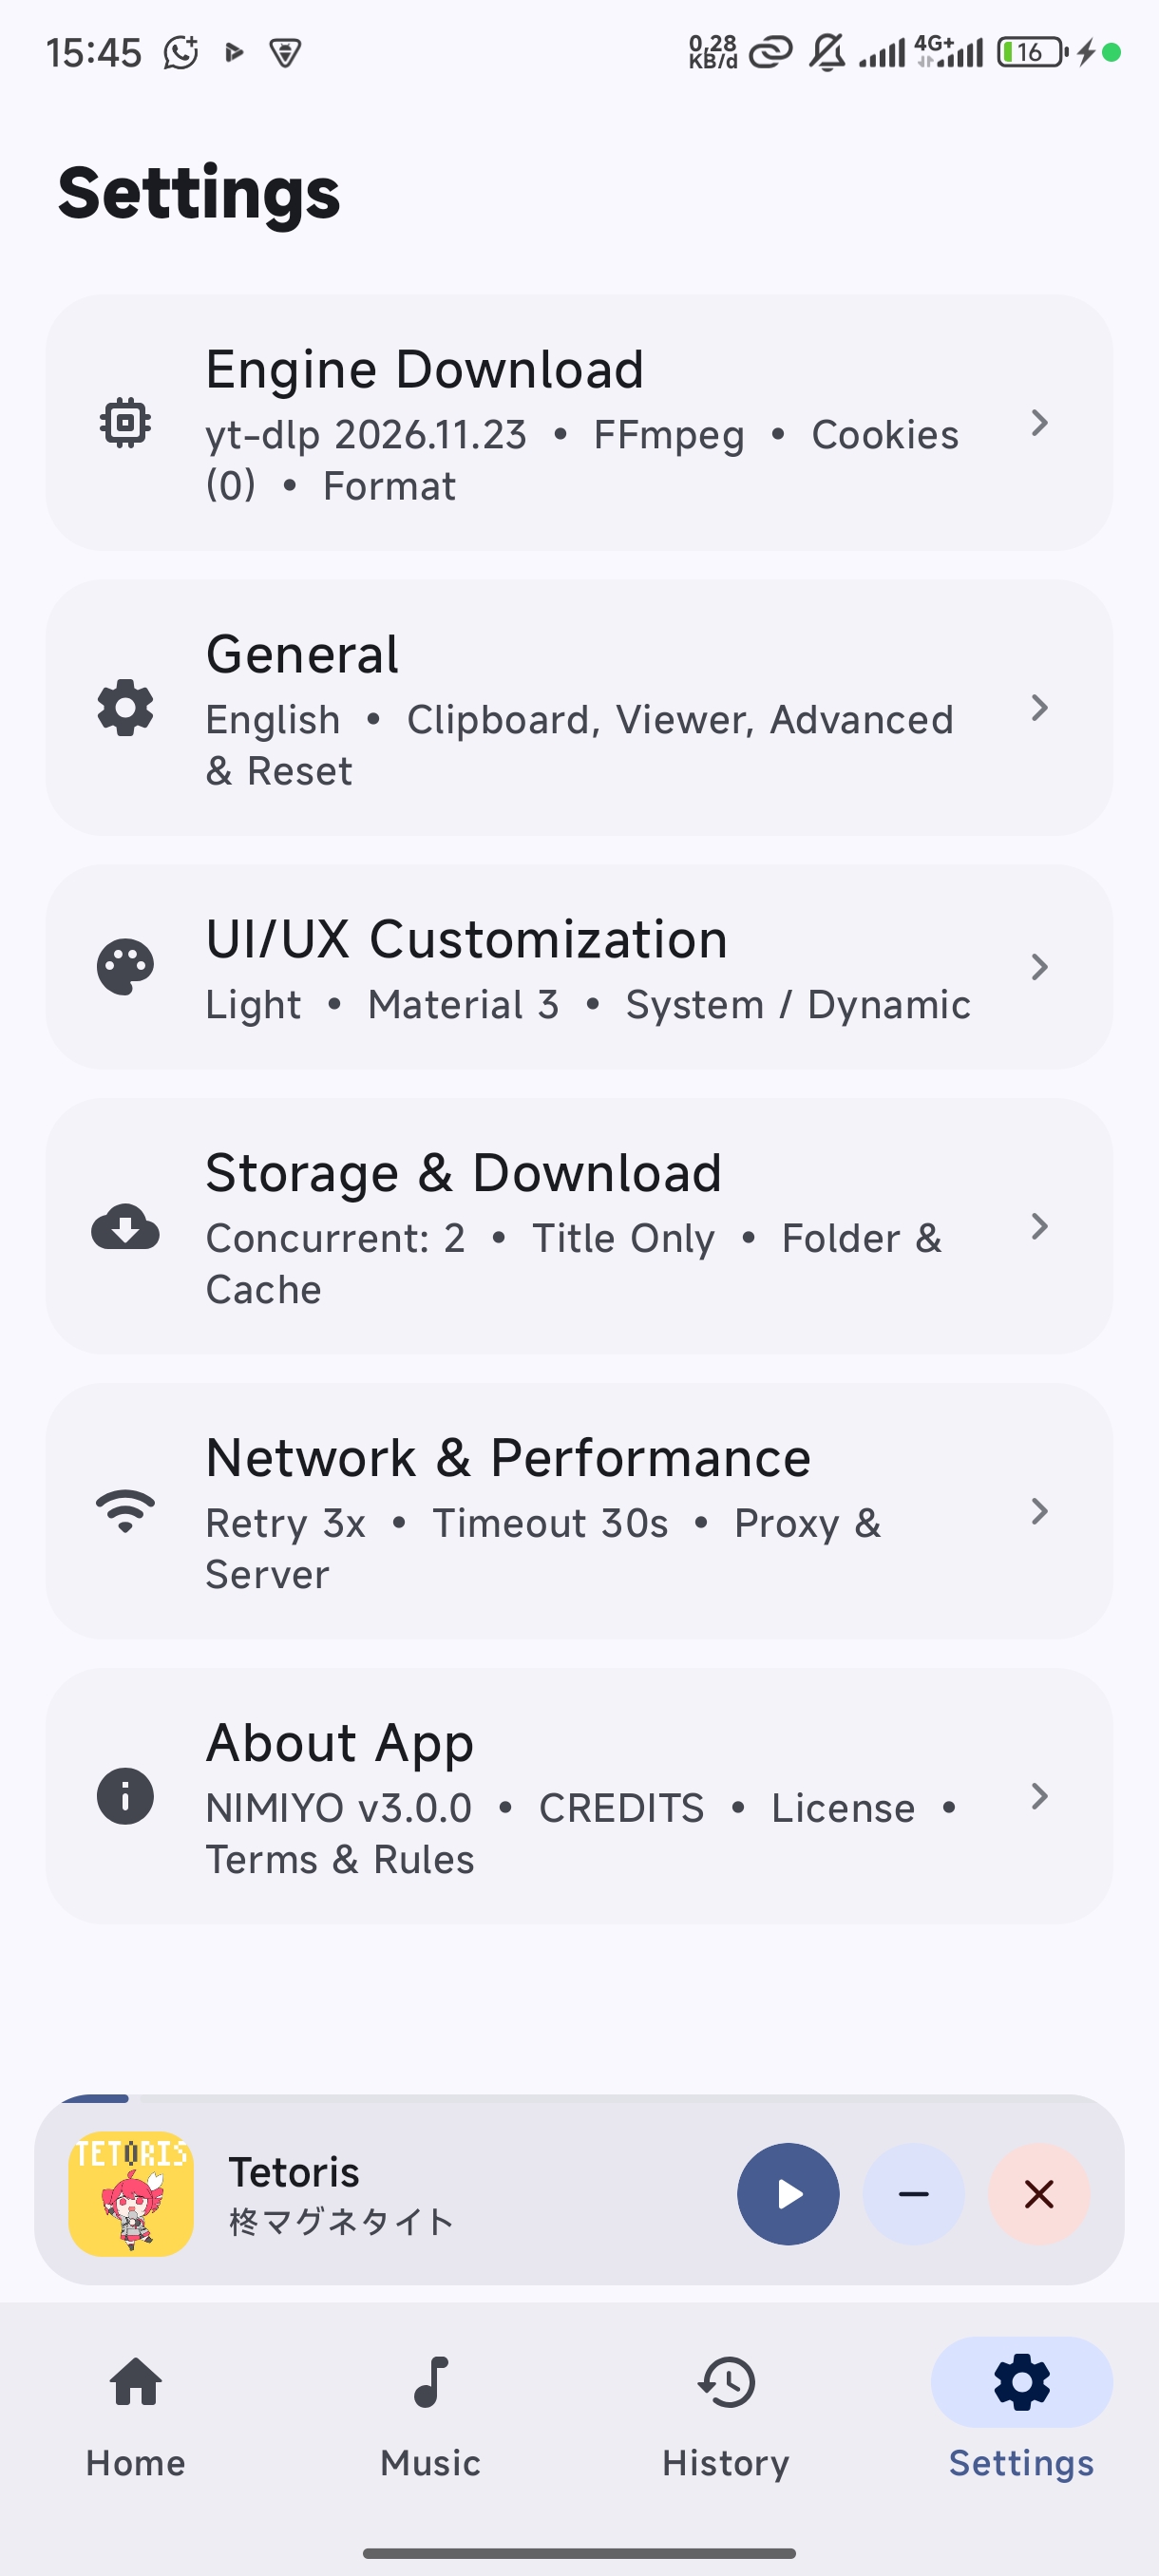 15:45
0,28
KB/d
4G+
16
Settings
Engine Download
yt-dlp 2026.11.23 • FFmpeg • Cookies
(0) • Format
General
English • Clipboard, Viewer, Advanced
& Reset
UI/UX Customization
Light • Material 3 • System / Dynamic
Storage & Download
Concurrent: 2 • Title Only • Folder &
Cache
Network & Performance
Retry 3x • Timeout 30s • Proxy &
Server
About App
NIMIYO v3.0.0 • CREDITS • License •
Terms & Rules
TETORIS
Tetoris
柊マグネタイト
Home
Music
History
Settings